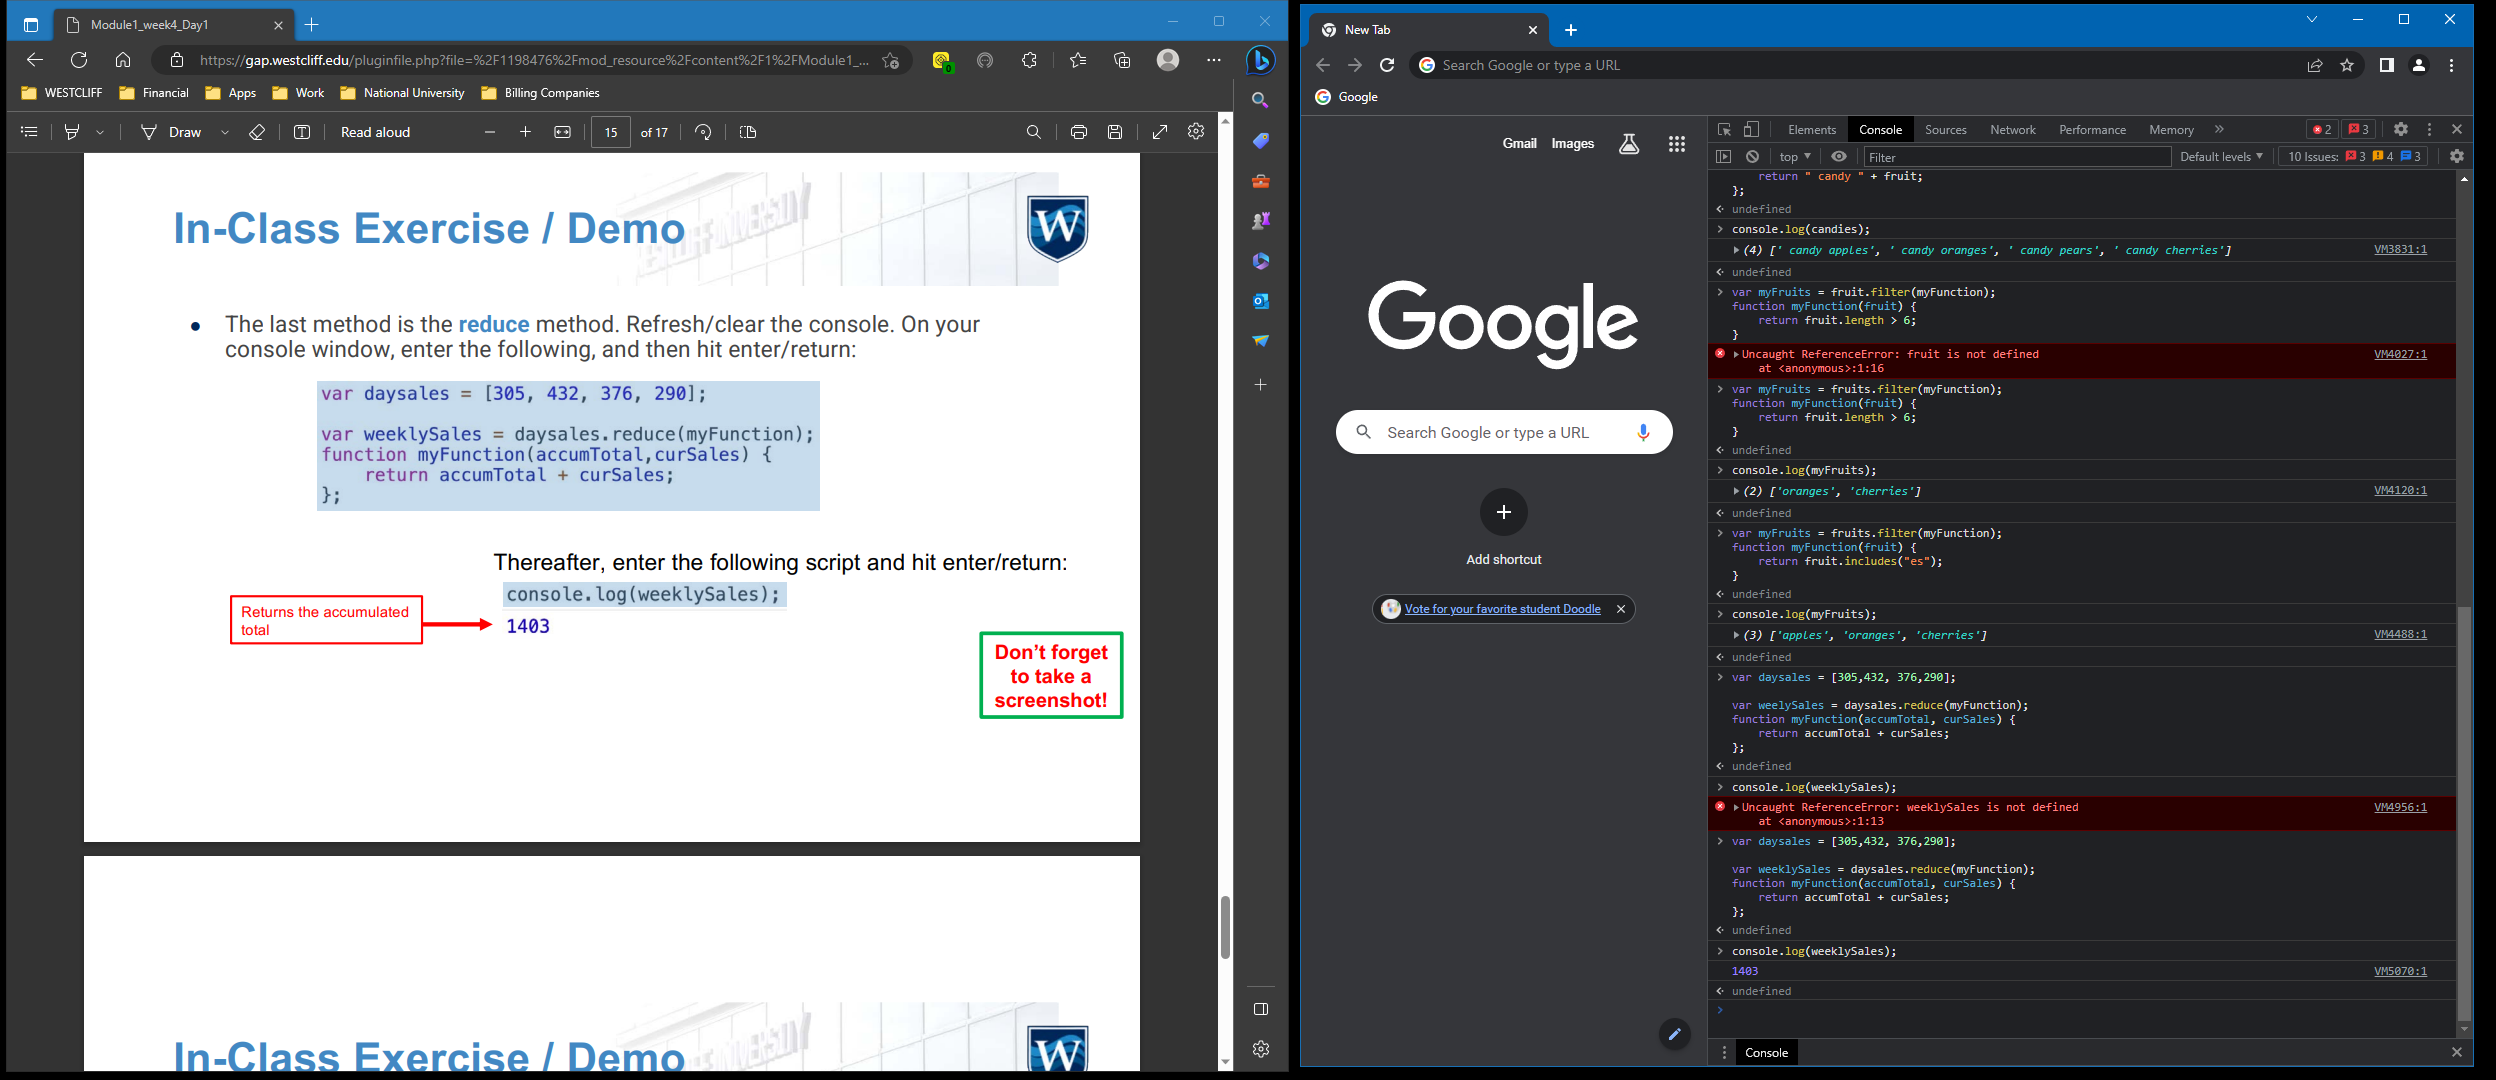 Module1_week4_Day1
https://gap.westcliff.edu/pluginfile.php?file=%2F1198476%2Fmod_resource%2Fcontent%2F1%2FModule1_...
0
WESTCLIFF Financial Apps Work National University Billing Companies
Draw Read aloud 15 of 17
In-Class Exercise / Demo
W
• The last method is the reduce method. Refresh/clear the console. On your
console window, enter the following, and then hit enter/return:
var daysales = [305, 432, 376, 290];
var weeklySales = daysales.reduce(myFunction);
function myFunction(accumTotal,curSales) {
return accumTotal + curSales;
};
Thereafter, enter the following script and hit enter/return:
console.log(weeklySales);
Returns the accumulated
total
1403
Don't forget
to take a
screenshot!
In-Class Exercise / Demo
W
New Tab
Search Google or type a URL
Google
Gmail Images
Google
Search Google or type a URL
Add shortcut
Vote for your favorite student Doodle
Elements Console Sources Network Performance Memory 2 3
top Filter Default levels 10 Issues: 3 4 3
return " candy " + fruit;
};
undefined
console.log(candies);
(4) [' candy apples', ' candy oranges', ' candy pears', ' candy cherries'] VM3831:1
undefined
var myFruits = fruit.filter(myFunction);
function myFunction(fruit) {
return fruit.length > 6;
}
Uncaught ReferenceError: fruit is not defined VM4027:1
at <anonymous>:1:16
var myFruits = fruits.filter(myFunction);
function myFunction(fruit) {
return fruit.length > 6;
}
undefined
console.log(myFruits);
(2) ['oranges', 'cherries'] VM4120:1
undefined
var myFruits = fruits.filter(myFunction);
function myFunction(fruit) {
return fruit.includes("es");
}
undefined
console.log(myFruits);
(3) ['apples', 'oranges', 'cherries'] VM4488:1
undefined
var daysales = [305,432, 376,290];
var weelySales = daysales.reduce(myFunction);
function myFunction(accumTotal, curSales) {
return accumTotal + curSales;
};
undefined
console.log(weeklySales);
Uncaught ReferenceError: weeklySales is not defined VM4956:1
at <anonymous>:1:13
var daysales = [305,432, 376,290];
var weeklySales = daysales.reduce(myFunction);
function myFunction(accumTotal, curSales) {
return accumTotal + curSales;
};
undefined
console.log(weeklySales);
1403 VM5070:1
undefined
Console